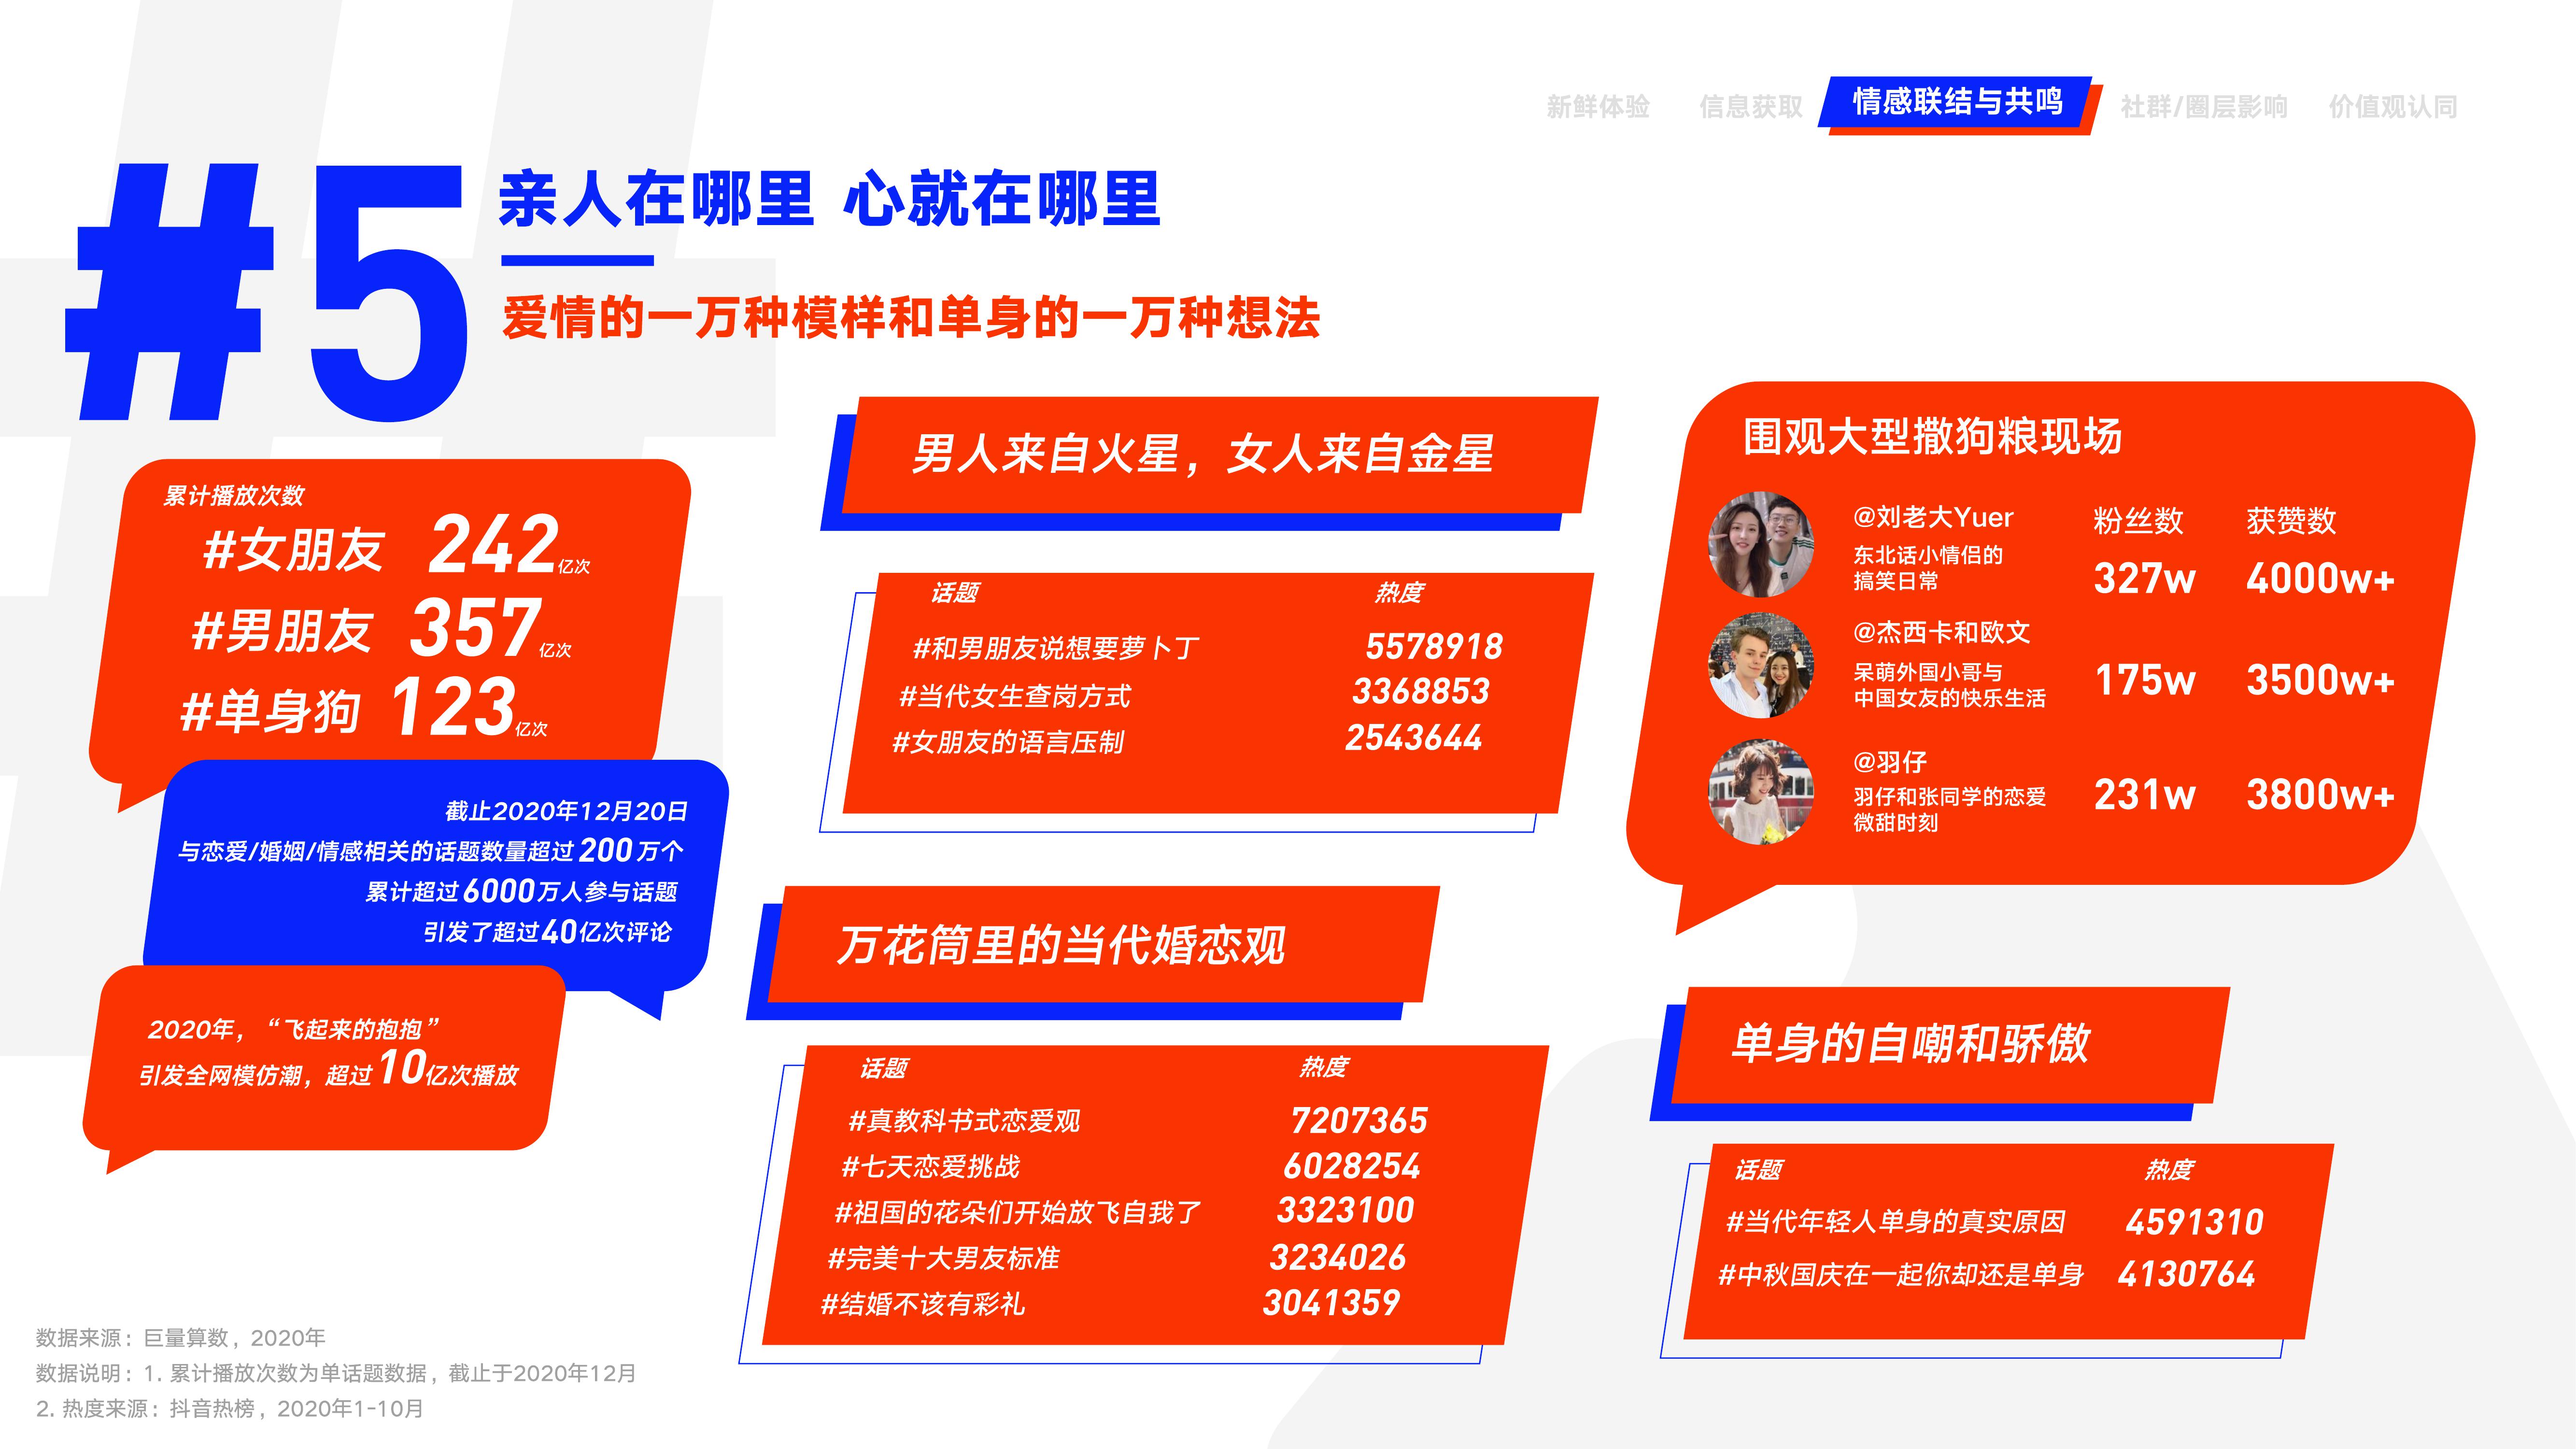 新鲜体验 信息获取 情感联结与共鸣 社群/圈层影响 价值观认同
#5
亲人在哪里 心就在哪里
爱情的一万种模样和单身的一万种想法
累计播放次数
#女朋友 242亿次
#男朋友 357亿次
#单身狗 123亿次
截止2020年12月20日
与恋爱/婚姻/情感相关的话题数量超过200万个
累计超过6000万人参与话题
引发了超过40亿次评论
2020年，“飞起来的抱抱”
引发全网模仿潮，超过10亿次播放
男人来自火星，女人来自金星
话题 热度
#和男朋友说想要萝卜丁 5578918
#当代女生查岗方式 3368853
#女朋友的语言压制 2543644
万花筒里的当代婚恋观
话题 热度
#真教科书式恋爱观 7207365
#七天恋爱挑战 6028254
#祖国的花朵们开始放飞自我了 3323100
#完美十大男友标准 3234026
#结婚不该有彩礼 3041359
围观大型撒狗粮现场
@刘老大Yuer 粉丝数 获赞数
东北话小情侣的
搞笑日常 327w 4000w+
@杰西卡和欧文
呆萌外国小哥与
中国女友的快乐生活 175w 3500w+
@羽仔
羽仔和张同学的恋爱
微甜时刻 231w 3800w+
单身的自嘲和骄傲
话题 热度
#当代年轻人单身的真实原因 4591310
#中秋国庆在一起你却还是单身 4130764
数据来源：巨量算数，2020年
数据说明：1. 累计播放次数为单话题数据，截止于2020年12月
2. 热度来源：抖音热榜，2020年1-10月